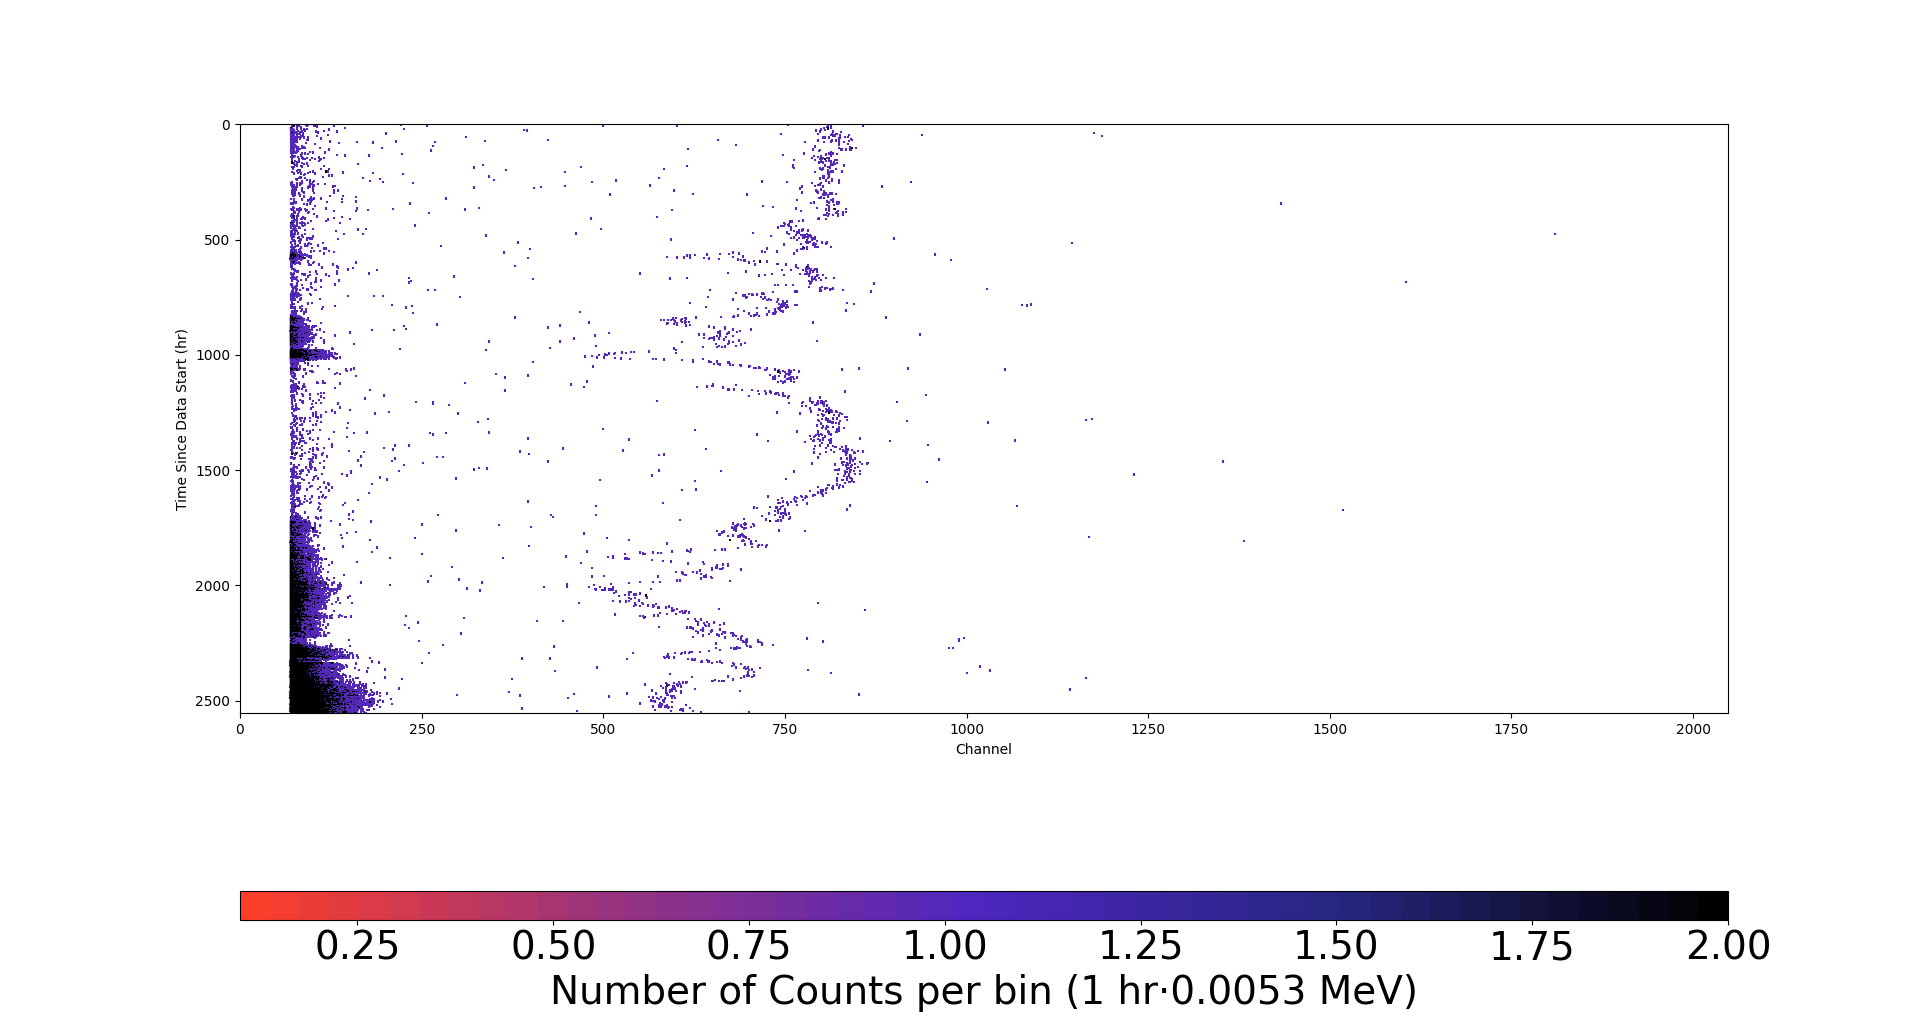 Time Since Data Start (hr)
0
500
1000
1500
2000
2500
0 250 500 750 1000 1250 1500 1750 2000
Channel
0.25 0.50 0.75 1.00 1.25 1.50 1.75 2.00
Number of Counts per bin (1 hr·0.0053 MeV)